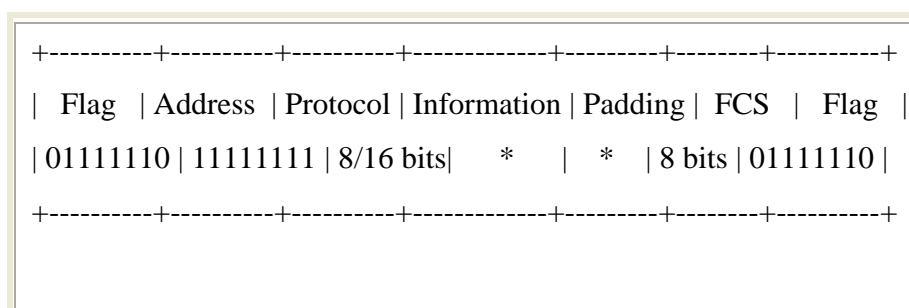 +----------+----------+----------+-------------+---------+--------+----------+
| Flag | Address | Protocol | Information | Padding | FCS | Flag |
| 01111110 | 11111111 | 8/16 bits| * | * | 8 bits | 01111110 |
+----------+----------+----------+-------------+---------+--------+----------+